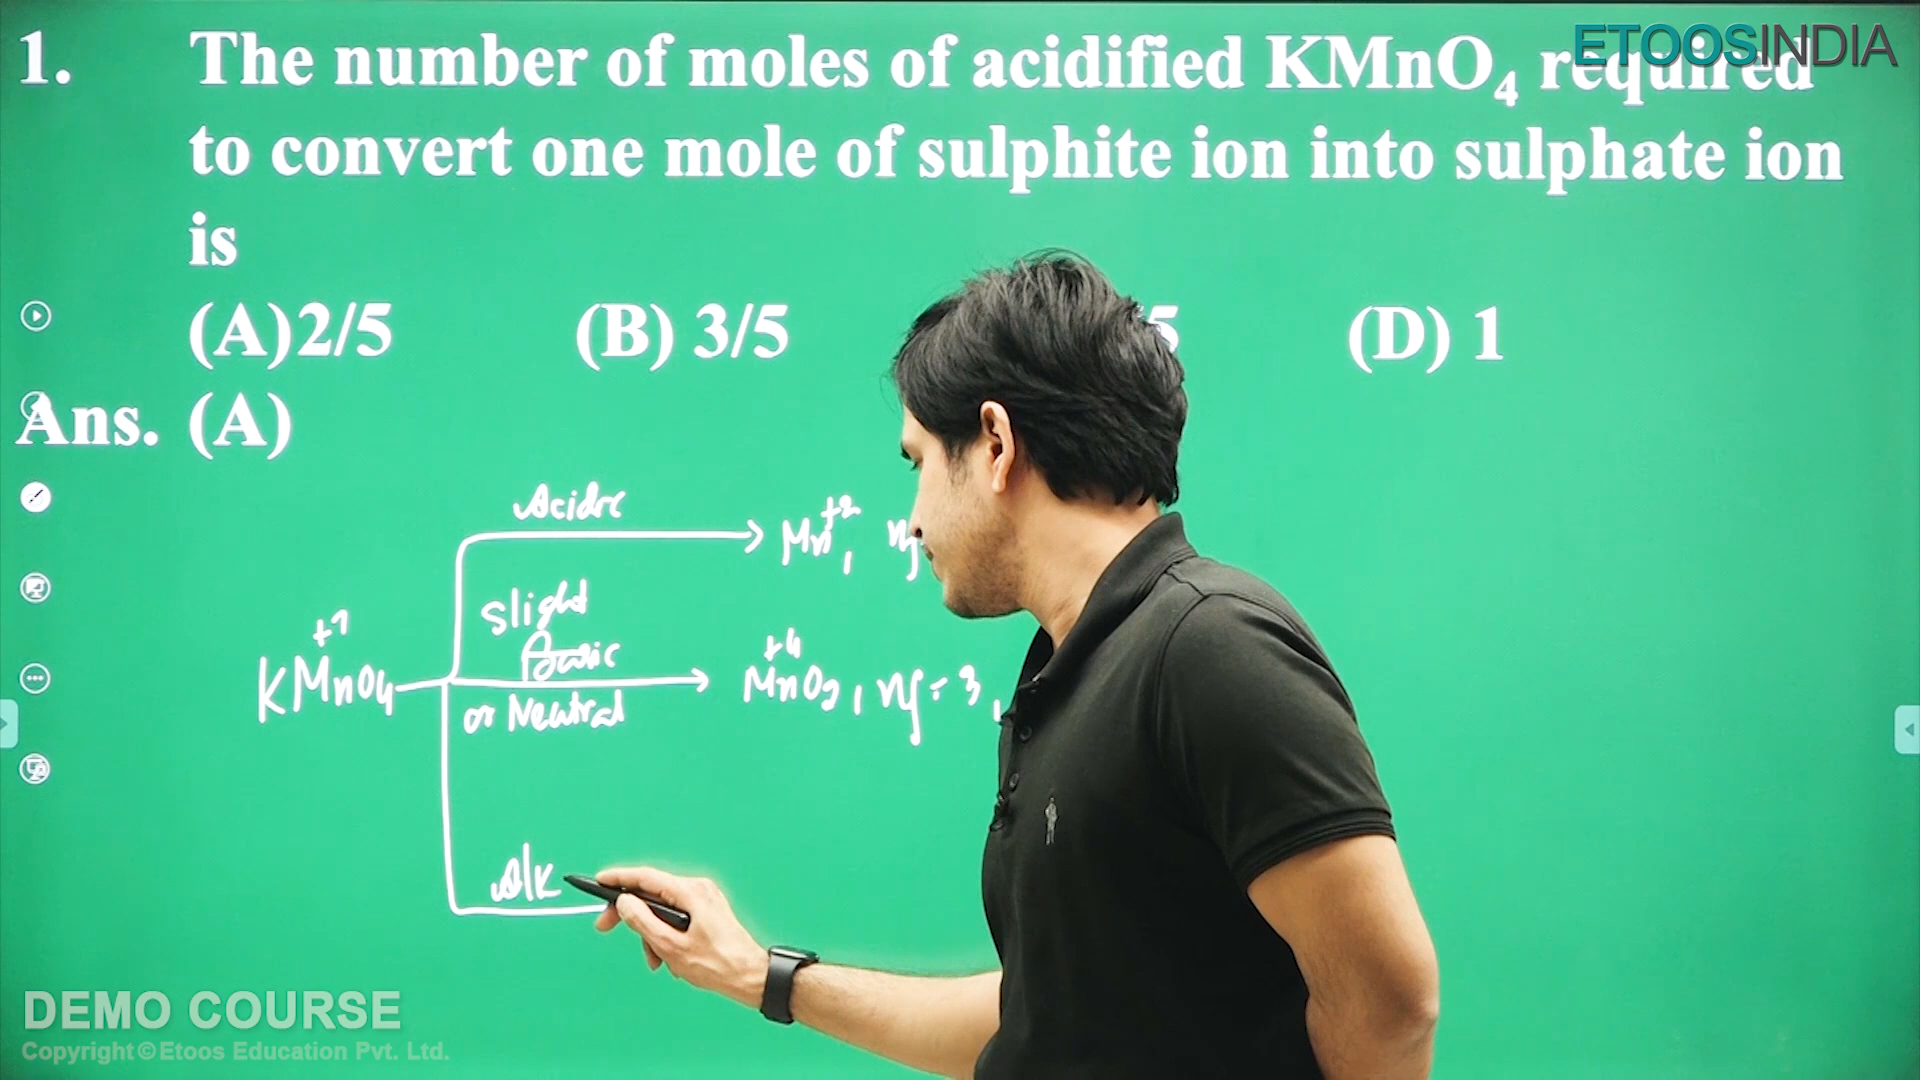 ETOOSINDIA
1. The number of moles of acidified KMnO₄ required
to convert one mole of sulphite ion into sulphate ion
is
(A)2/5 (B) 3/5 5 (D) 1
Ans. (A)
Acidic
Mn+2, nf
Slight
Basic
or Neutral
+7
KMnO4
+4
MnO2, nf = 3,
Alk
DEMO COURSE
Copyright © Etoos Education Pvt. Ltd.